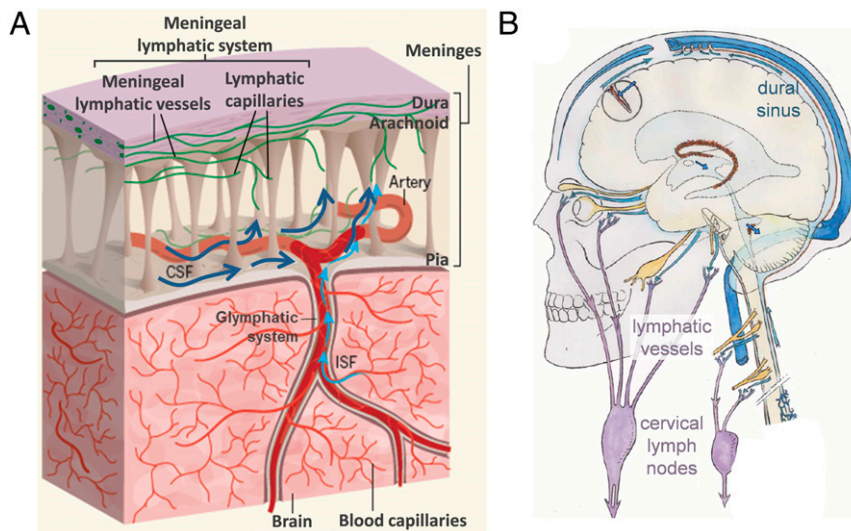 A
Meningeal
lymphatic system
Meningeal
lymphatic vessels
Lymphatic
capillaries
Meninges
Dura
Arachnoid
Artery
CSF
Pia
Glymphatic
system
ISF
Brain
Blood capillaries
B
dural
sinus
lymphatic
vessels
cervical
lymph
nodes